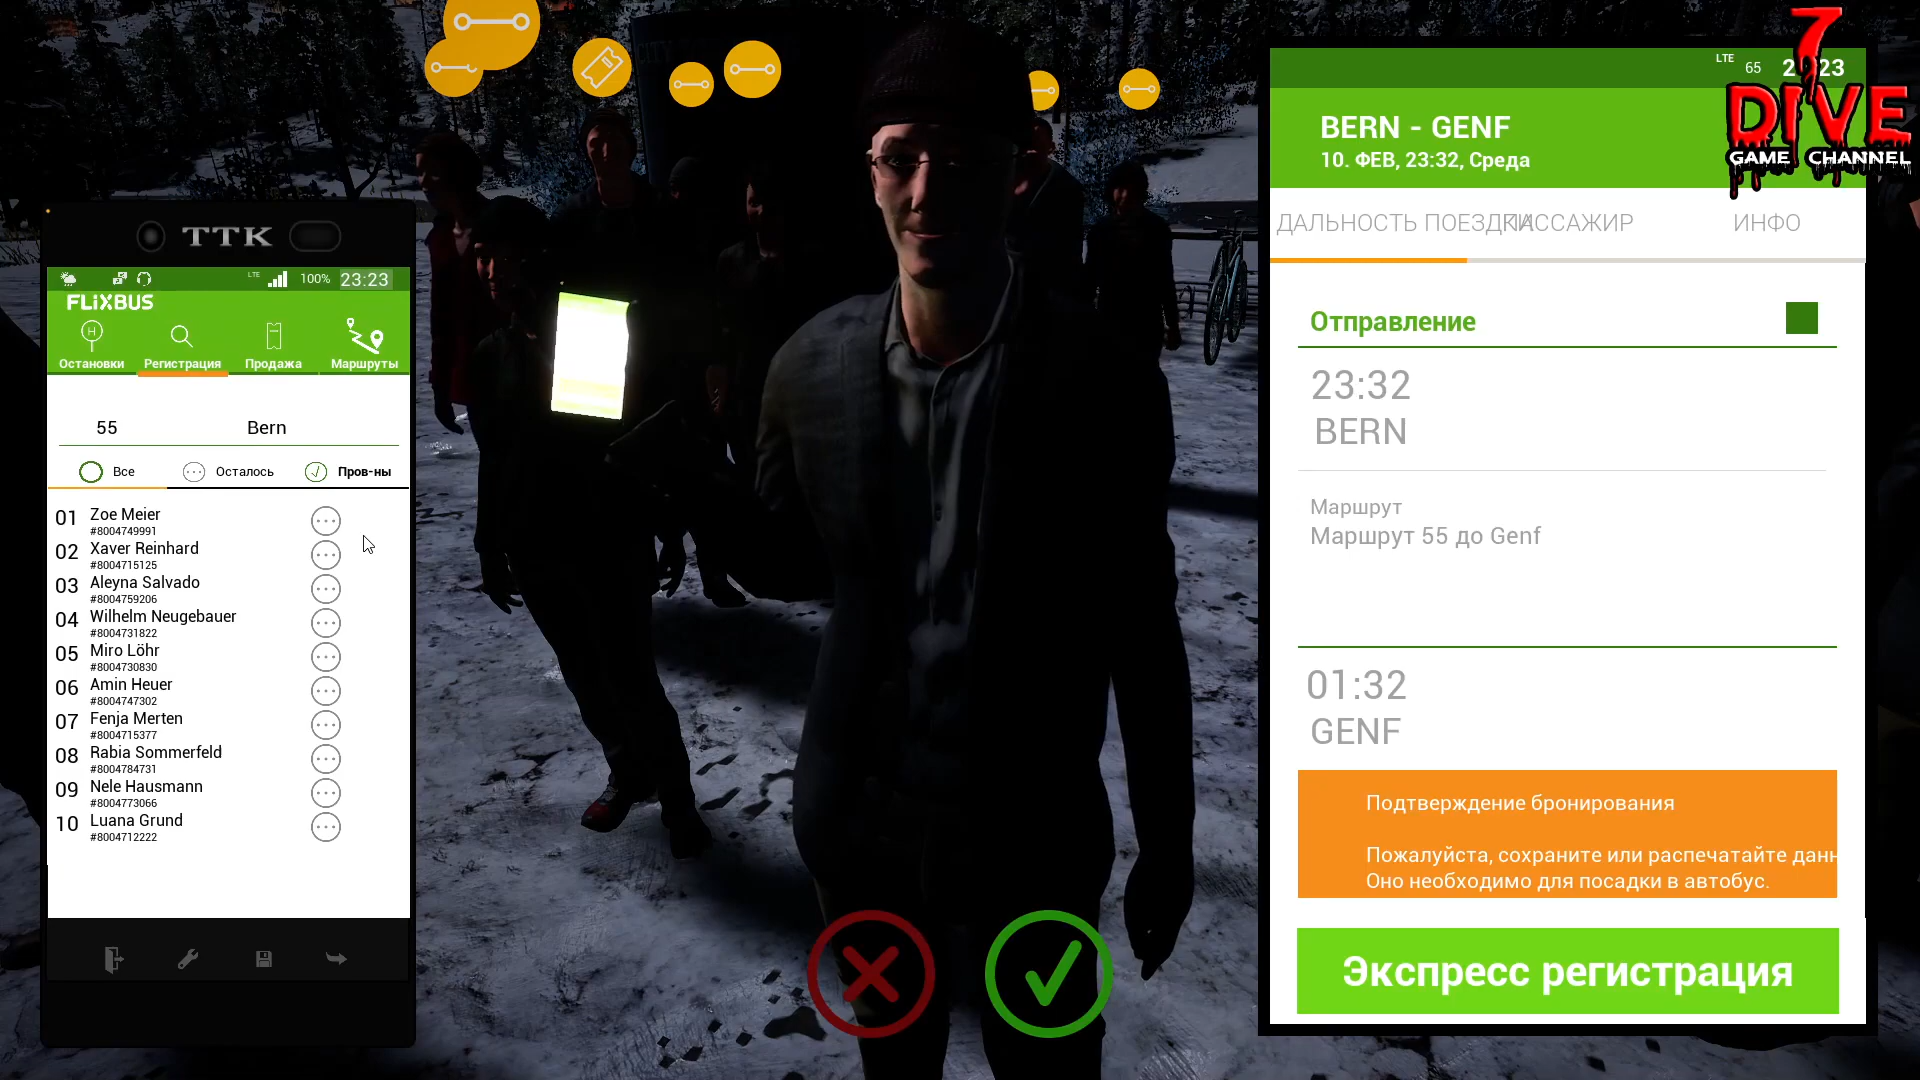 TTK
LTE 100% 23:23
FLiXBUS
H
Остановки Регистрация Продажа Маршруты
55 Bern
Все Осталось Пров-ны
01 Zoe Meier
#8004749991
02 Xaver Reinhard
#8004715125
03 Aleyna Salvado
#8004759206
04 Wilhelm Neugebauer
#8004731822
05 Miro Löhr
#8004730830
06 Amin Heuer
#8004747302
07 Fenja Merten
#8004715377
08 Rabia Sommerfeld
#8004784731
09 Nele Hausmann
#8004773066
10 Luana Grund
#8004712222
LTE 65
7
DIVE
GAME CHANNEL
BERN - GENF
10. ФЕВ, 23:32, Среда
ДАЛЬНОСТЬ ПОЕЗДКИ ПАССАЖИР ИНФО
Отправление
23:32
BERN
Маршрут
Маршрут 55 до Genf
01:32
GENF
Подтверждение бронирования
Пожалуйста, сохраните или распечатайте данн
Оно необходимо для посадки в автобус.
Экспресс регистрация